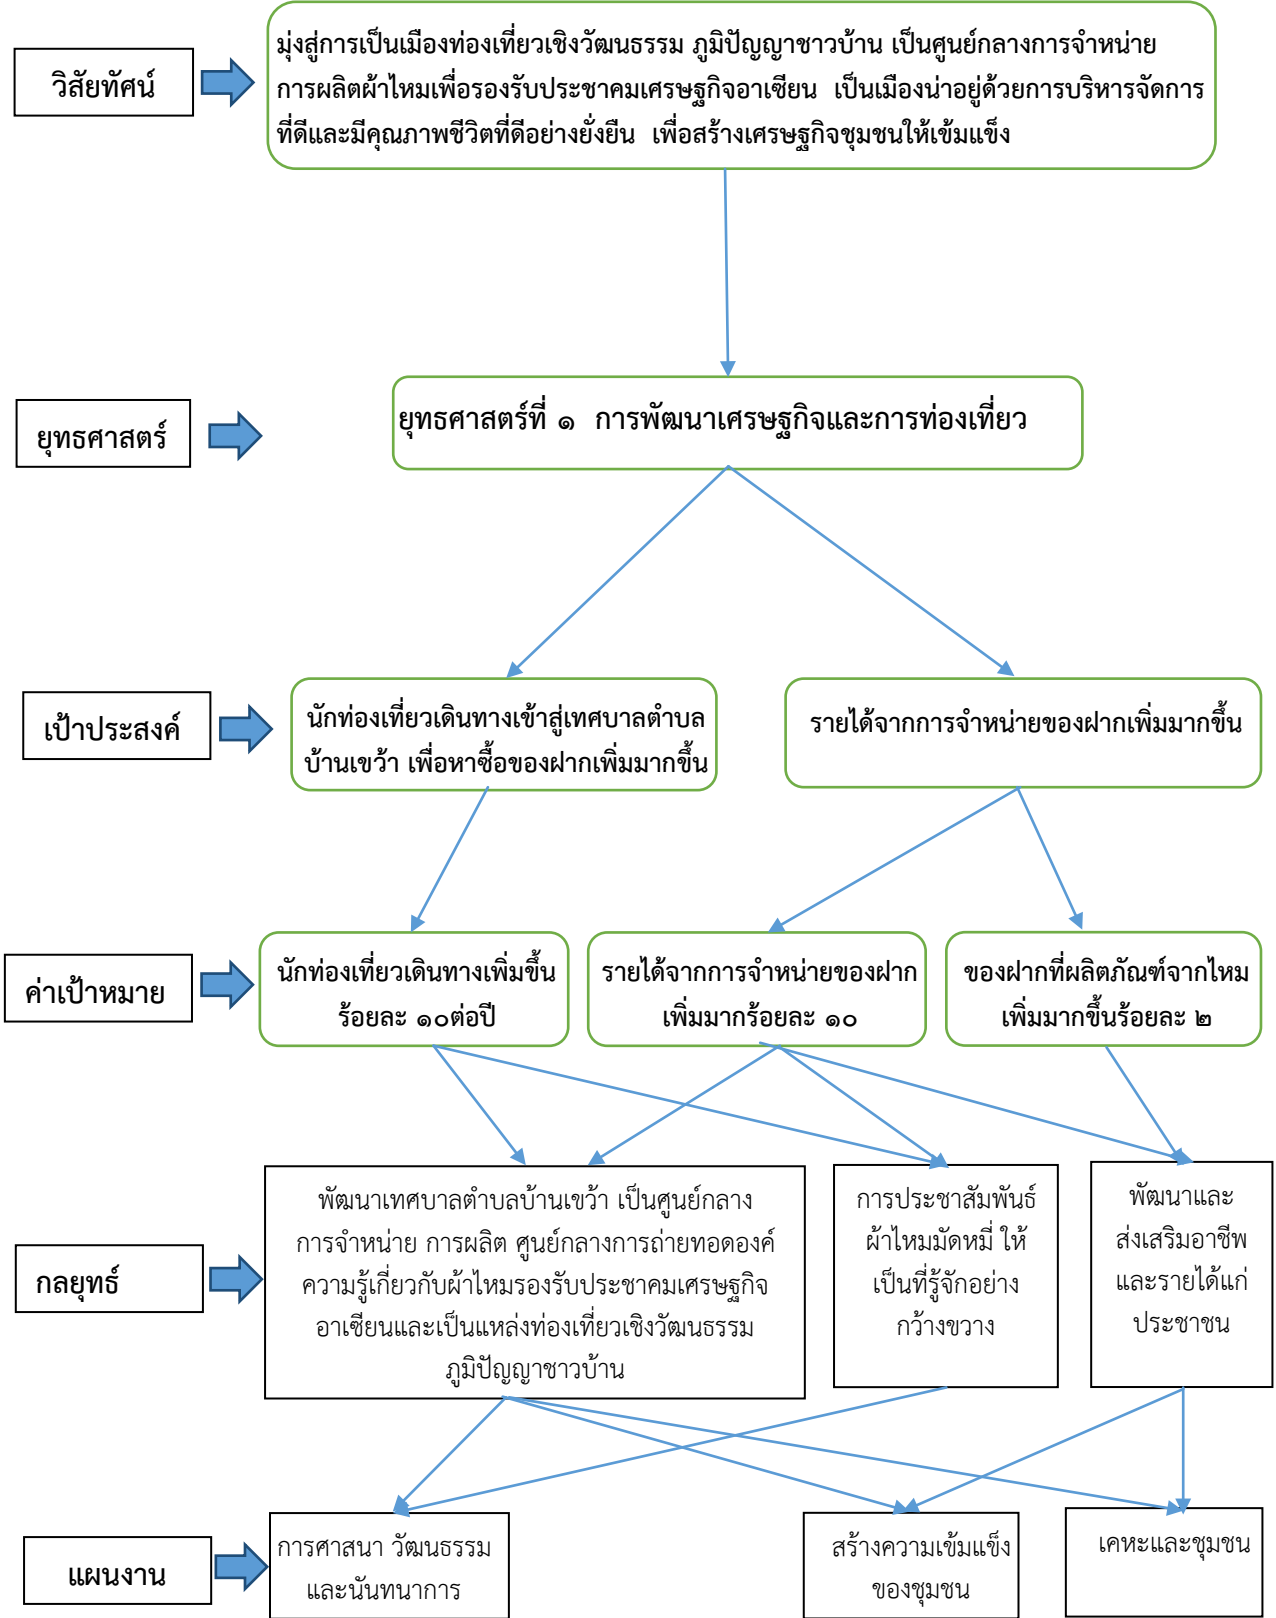 วิสัยทัศน์
มุ่งสู่การเป็นเมืองท่องเที่ยวเชิงวัฒนธรรม ภูมิปัญญาชาวบ้าน เป็นศูนย์กลางการจำหน่าย
การผลิตผ้าไหมเพื่อรองรับประชาคมเศรษฐกิจอาเซียน เป็นเมืองน่าอยู่ด้วยการบริหารจัดการ
ที่ดีและมีคุณภาพชีวิตที่ดีอย่างยั่งยืน เพื่อสร้างเศรษฐกิจชุมชนให้เข้มแข็ง
ยุทธศาสตร์
ยุทธศาสตร์ที่ ๑ การพัฒนาเศรษฐกิจและการท่องเที่ยว
เป้าประสงค์
นักท่องเที่ยวเดินทางเข้าสู่เทศบาลตำบล
บ้านเขว้า เพื่อหาซื้อของฝากเพิ่มมากขึ้น
รายได้จากการจำหน่ายของฝากเพิ่มมากขึ้น
ค่าเป้าหมาย
นักท่องเที่ยวเดินทางเพิ่มขึ้น
ร้อยละ ๑๐ต่อปี
รายได้จากการจำหน่ายของฝาก
เพิ่มมากร้อยละ ๑๐
ของฝากที่ผลิตภัณฑ์จากไหม
เพิ่มมากขึ้นร้อยละ ๒
กลยุทธ์
พัฒนาเทศบาลตำบลบ้านเขว้า เป็นศูนย์กลาง
การจำหน่าย การผลิต ศูนย์กลางการถ่ายทอดองค์
ความรู้เกี่ยวกับผ้าไหมรองรับประชาคมเศรษฐกิจ
อาเซียนและเป็นแหล่งท่องเที่ยวเชิงวัฒนธรรม
ภูมิปัญญาชาวบ้าน
การประชาสัมพันธ์
ผ้าไหมมัดหมี่ ให้
เป็นที่รู้จักอย่าง
กว้างขวาง
พัฒนาและ
ส่งเสริมอาชีพ
และรายได้แก่
ประชาชน
แผนงาน
การศาสนา วัฒนธรรม
และนันทนาการ
สร้างความเข้มแข็ง
ของชุมชน
เคหะและชุมชน